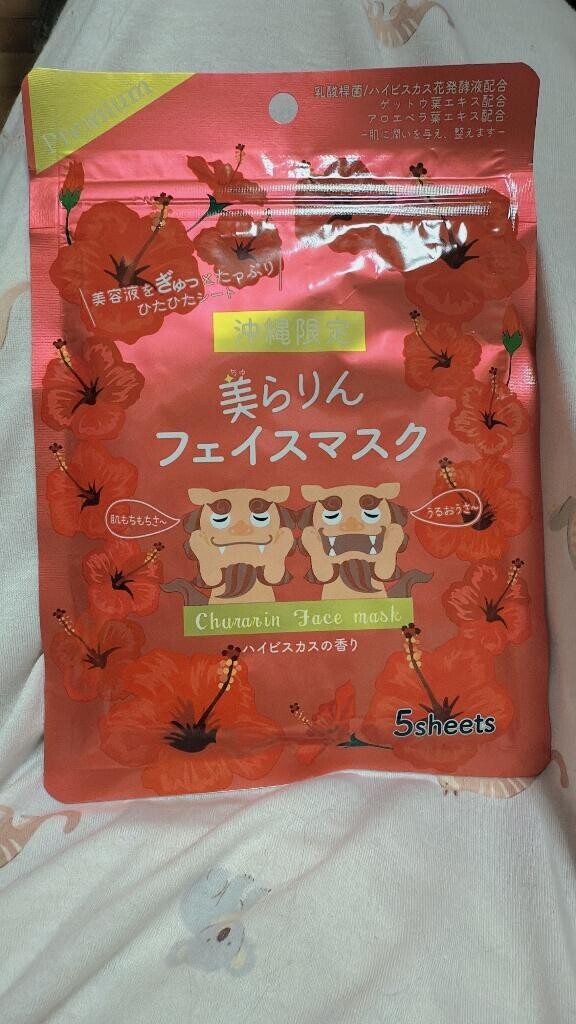 Premium
乳酸桿菌/ハイビスカス花発酵液配合
ゲットウ葉エキス配合
アロエベラ葉エキス配合
ー肌に潤いを与え、整えますー
美容液をぎゅっとたっぷり
ひたひたシート
沖縄限定
ちゅ
美らりん
フェイスマスク
肌もちもちさ〜
うるおうさ〜
Churarin Face mask
ハイビスカスの香り
5sheets